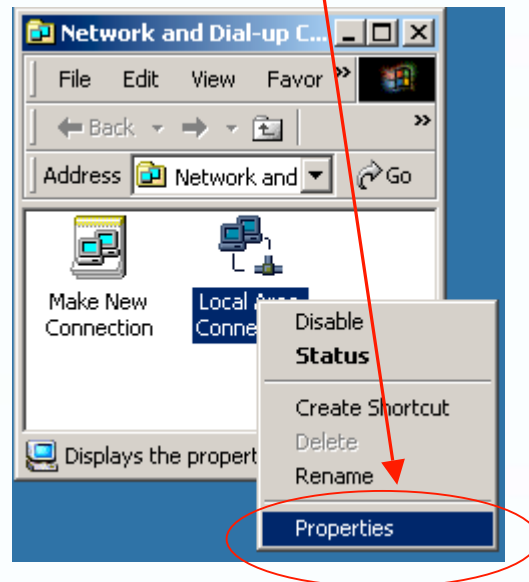 Network and Dial-up C...
File Edit View Favor »
Back »
Address Network and Go
Make New
Connection
Local Area
Conne
Disable
Status
Create Shortcut
Delete
Rename
Properties
Displays the propert